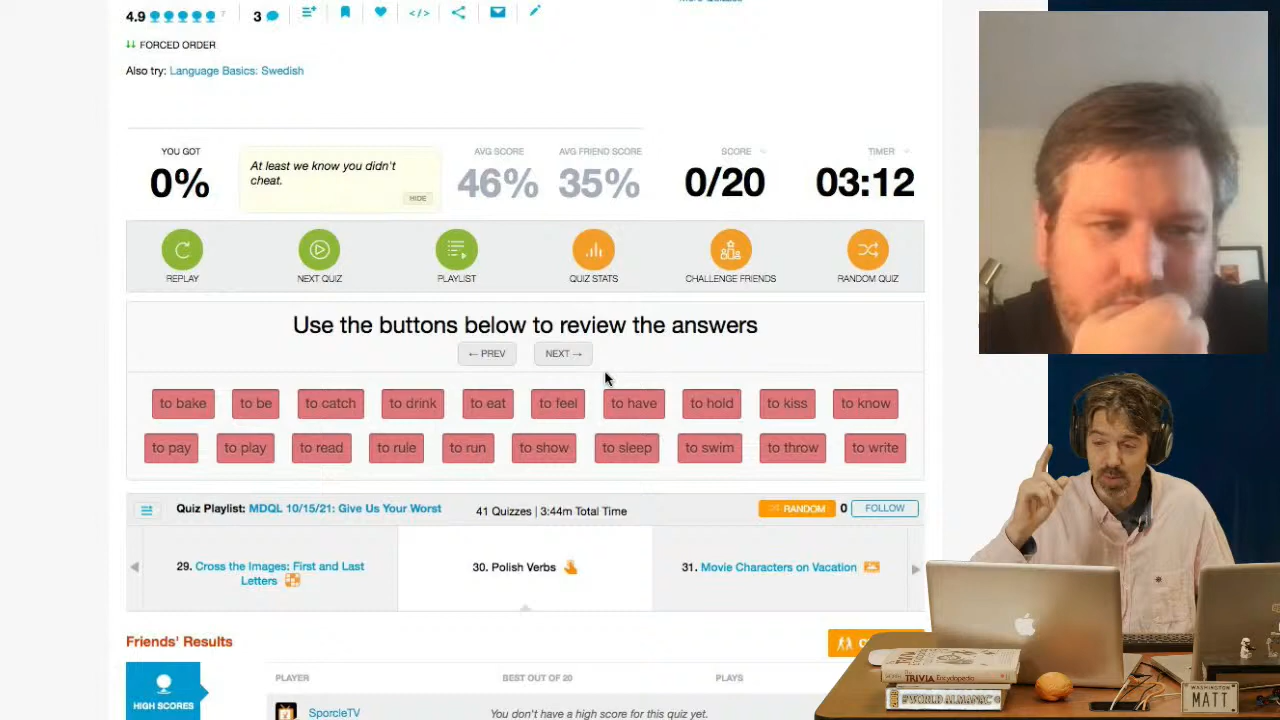 4.9 7 3 </>
FORCED ORDER
Also try: Language Basics: Swedish
YOU GOT
0%
At least we know you didn't
cheat.
HIDE
AVG SCORE AVG FRIEND SCORE
46% 35%
SCORE TIMER
0/20 03:12
REPLAY NEXT QUIZ PLAYLIST QUIZ STATS CHALLENGE FRIENDS RANDOM QUIZ
Use the buttons below to review the answers
← PREV NEXT →
to bake to be to catch to drink to eat to feel to have to hold to kiss to know
to pay to play to read to rule to run to show to sleep to swim to throw to write
Quiz Playlist: MDQL 10/15/21: Give Us Your Worst 41 Quizzes | 3:44m Total Time RANDOM 0 FOLLOW
29. Cross the Images: First and Last
Letters
30. Polish Verbs
31. Movie Characters on Vacation
Friends' Results
HIGH SCORES
PLAYER BEST OUT OF 20 PLAYS
SporcleTV You don't have a high score for this quiz yet.
TRIVIA Encyclopedia
WORLD ALMANAC
WASHINGTON
MATT